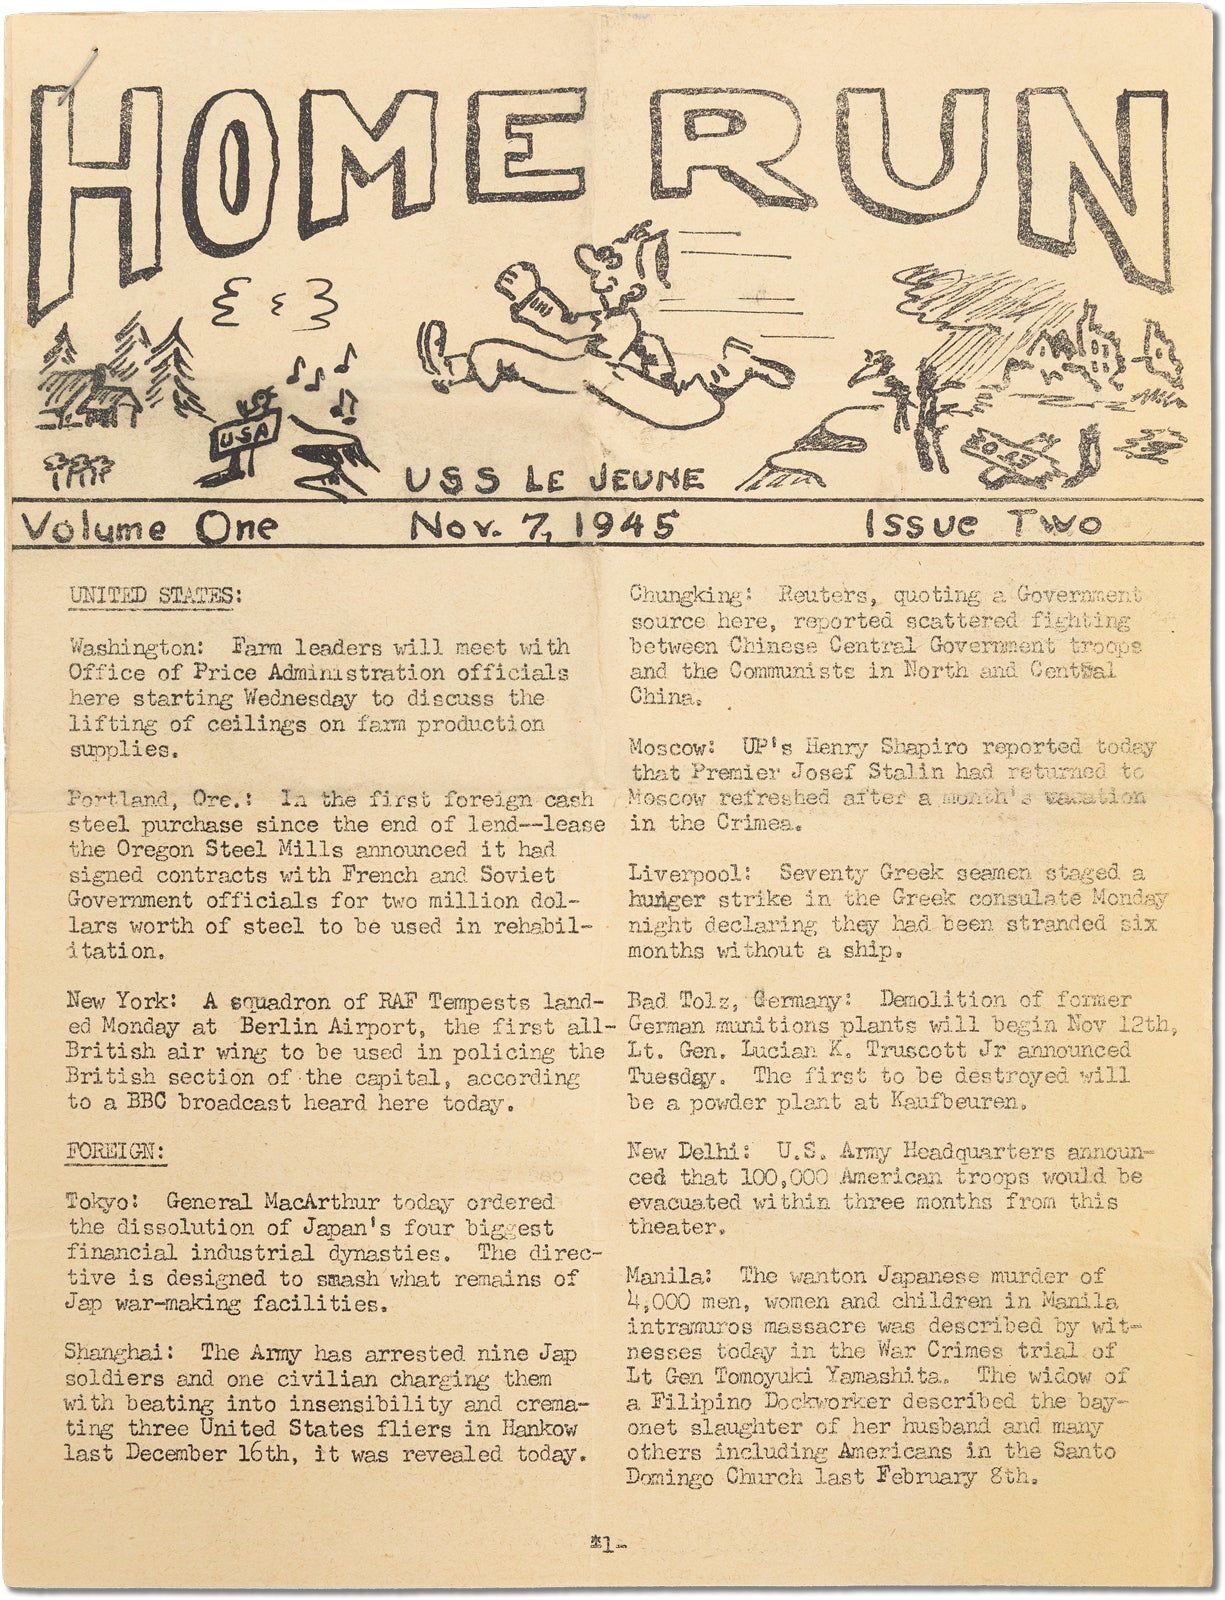 HOME RUN
USA
USS LE JEUNE
Volume One Nov. 7, 1945 Issue Two
UNITED STATES:
Washington: Farm leaders will meet with
Office of Price Administration officials
here starting Wednesday to discuss the
lifting of ceilings on farm production
supplies.
Portland, Ore.: In the first foreign cash
steel purchase since the end of lend--lease
the Oregon Steel Mills announced it had
signed contracts with French and Soviet
Government officials for two million dol-
lars worth of steel to be used in rehabil-
itation.
New York: A squadron of RAF Tempests land-
ed Monday at Berlin Airport, the first all-
British air wing to be used in policing the
British section of the capital, according
to a BBC broadcast heard here today.
FOREIGN:
Tokyo: General MacArthur today ordered
the dissolution of Japan's four biggest
financial industrial dynasties. The direc-
tive is designed to smash what remains of
Jap war-making facilities.
Shanghai: The Army has arrested nine Jap
soldiers and one civilian charging them
with beating into insensibility and crema-
ting three United States fliers in Hankow
last December 16th, it was revealed today.
Chungking: Reuters, quoting a Government
source here, reported scattered fighting
between Chinese Central Government troops
and the Communists in North and Central
China.
Moscow: UP's Henry Shapiro reported today
that Premier Josef Stalin had returned to
Moscow refreshed after a month's vacation
in the Crimea.
Liverpool: Seventy Greek seamen staged a
hunger strike in the Greek consulate Monday
night declaring they had been stranded six
months without a ship.
Bad Tolz, Germany: Demolition of former
German munitions plants will begin Nov 12th,
Lt. Gen. Lucian K. Truscott Jr announced
Tuesday. The first to be destroyed will
be a powder plant at Kaufbeuren.
New Delhi: U.S. Army Headquarters announ-
ced that 100,000 American troops would be
evacuated within three months from this
theater.
Manila: The wanton Japanese murder of
4,000 men, women and children in Manila
intramuros massacre was described by wit-
nesses today in the War Crimes trial of
Lt Gen Tomoyuki Yamashita. The widow of
a Filipino Dockworker described the bay-
onet slaughter of her husband and many
others including Americans in the Santo
Domingo Church last February 8th.
-1-